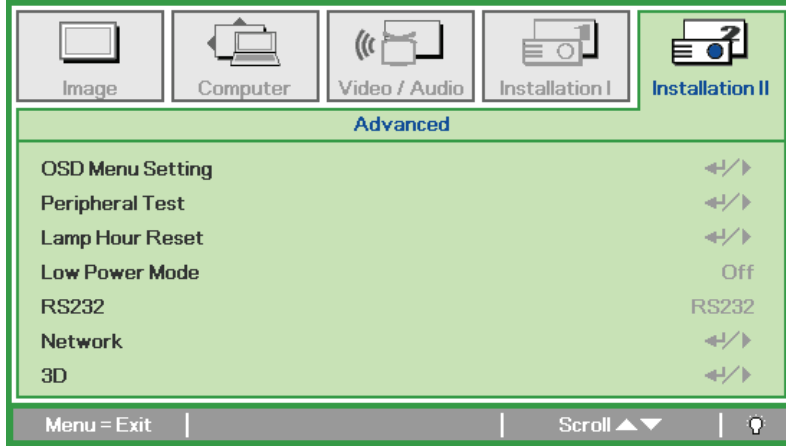 Image Computer Video / Audio Installation I Installation II
Advanced
OSD Menu Setting
Peripheral Test
Lamp Hour Reset
Low Power Mode Off
RS232 RS232
Network
3D
Menu = Exit Scroll